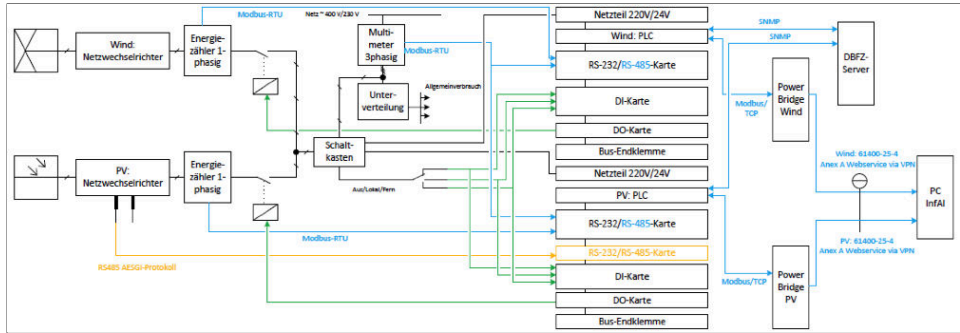 Modbus-RTU
Netz ~ 400 V/230 V
Wind:
Netzwechselrichter
Energie-
zähler 1-
phasig
Multi-
meter
3phasig
Modbus-RTU
Unter-
verteilung
Allgemeinverbrauch
Schalt-
kasten
Aus/Lokal/Fern
PV:
Netzwechselrichter
Energie-
zähler 1-
phasig
Modbus-RTU
RS485 AESGi-Protokoll
Netzteil 220V/24V
Wind: PLC
RS-232/RS-485-Karte
DI-Karte
DO-Karte
Bus-Endklemme
Netzteil 220V/24V
PV: PLC
RS-232/RS-485-Karte
RS-232/RS-485-Karte
DI-Karte
DO-Karte
Bus-Endklemme
SNMP
SNMP
DBFZ-
Server
Modbus/
TCP
Power
Bridge
Wind
Wind: 61400-25-4
Anex A Webservice via VPN
PC
InfAI
PV: 61400-25-4
Anex A Webservice via VPN
Modbus/TCP
Power
Bridge
PV